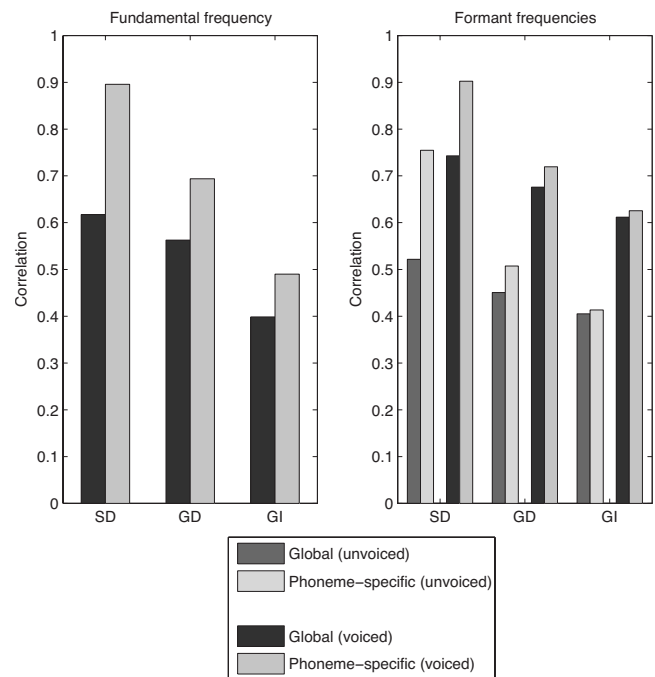 Fundamental frequency
1
0.9
0.8
0.7
0.6
0.5
0.4
0.3
0.2
0.1
0
Correlation
SD GD GI
Formant frequencies
1
0.9
0.8
0.7
0.6
0.5
0.4
0.3
0.2
0.1
0
Correlation
SD GD GI
Global (unvoiced)
Phoneme−specific (unvoiced)
Global (voiced)
Phoneme−specific (voiced)